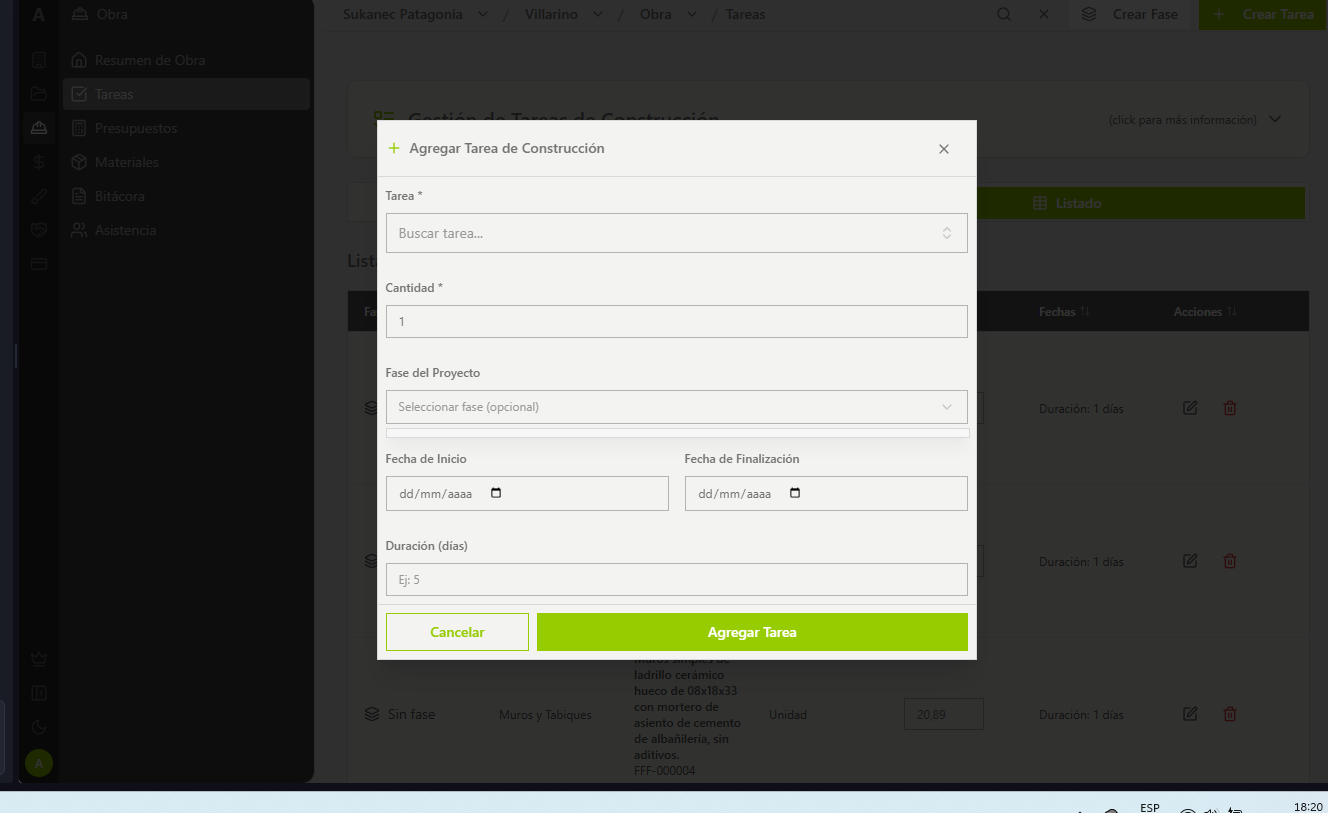 A
Obra
Resumen de Obra
Tareas
Presupuestos
Materiales
Bitácora
Asistencia
A
Sukanec Patagonia / Villarino / Obra / Tareas
Crear Fase
+ Crear Tarea
Gestión de Tareas de Construcción
(click para más información)
Listado
List
Fa
Fechas
Acciones
Duración: 1 días
Duración: 1 días
+ Agregar Tarea de Construcción
Tarea *
Buscar tarea...
Cantidad *
1
Fase del Proyecto
Seleccionar fase (opcional)
Fecha de Inicio
Fecha de Finalización
dd/mm/aaaa
dd/mm/aaaa
Duración (días)
Ej: 5
Cancelar
Agregar Tarea
Sin fase
Muros y Tabiques
Muros simples de
ladrillo cerámico
hueco de 08x18x33
con mortero de
asiento de cemento
de albañilería, sin
aditivos.
FFF-000004
Unidad
20,89
Duración: 1 días
ESP
18:20